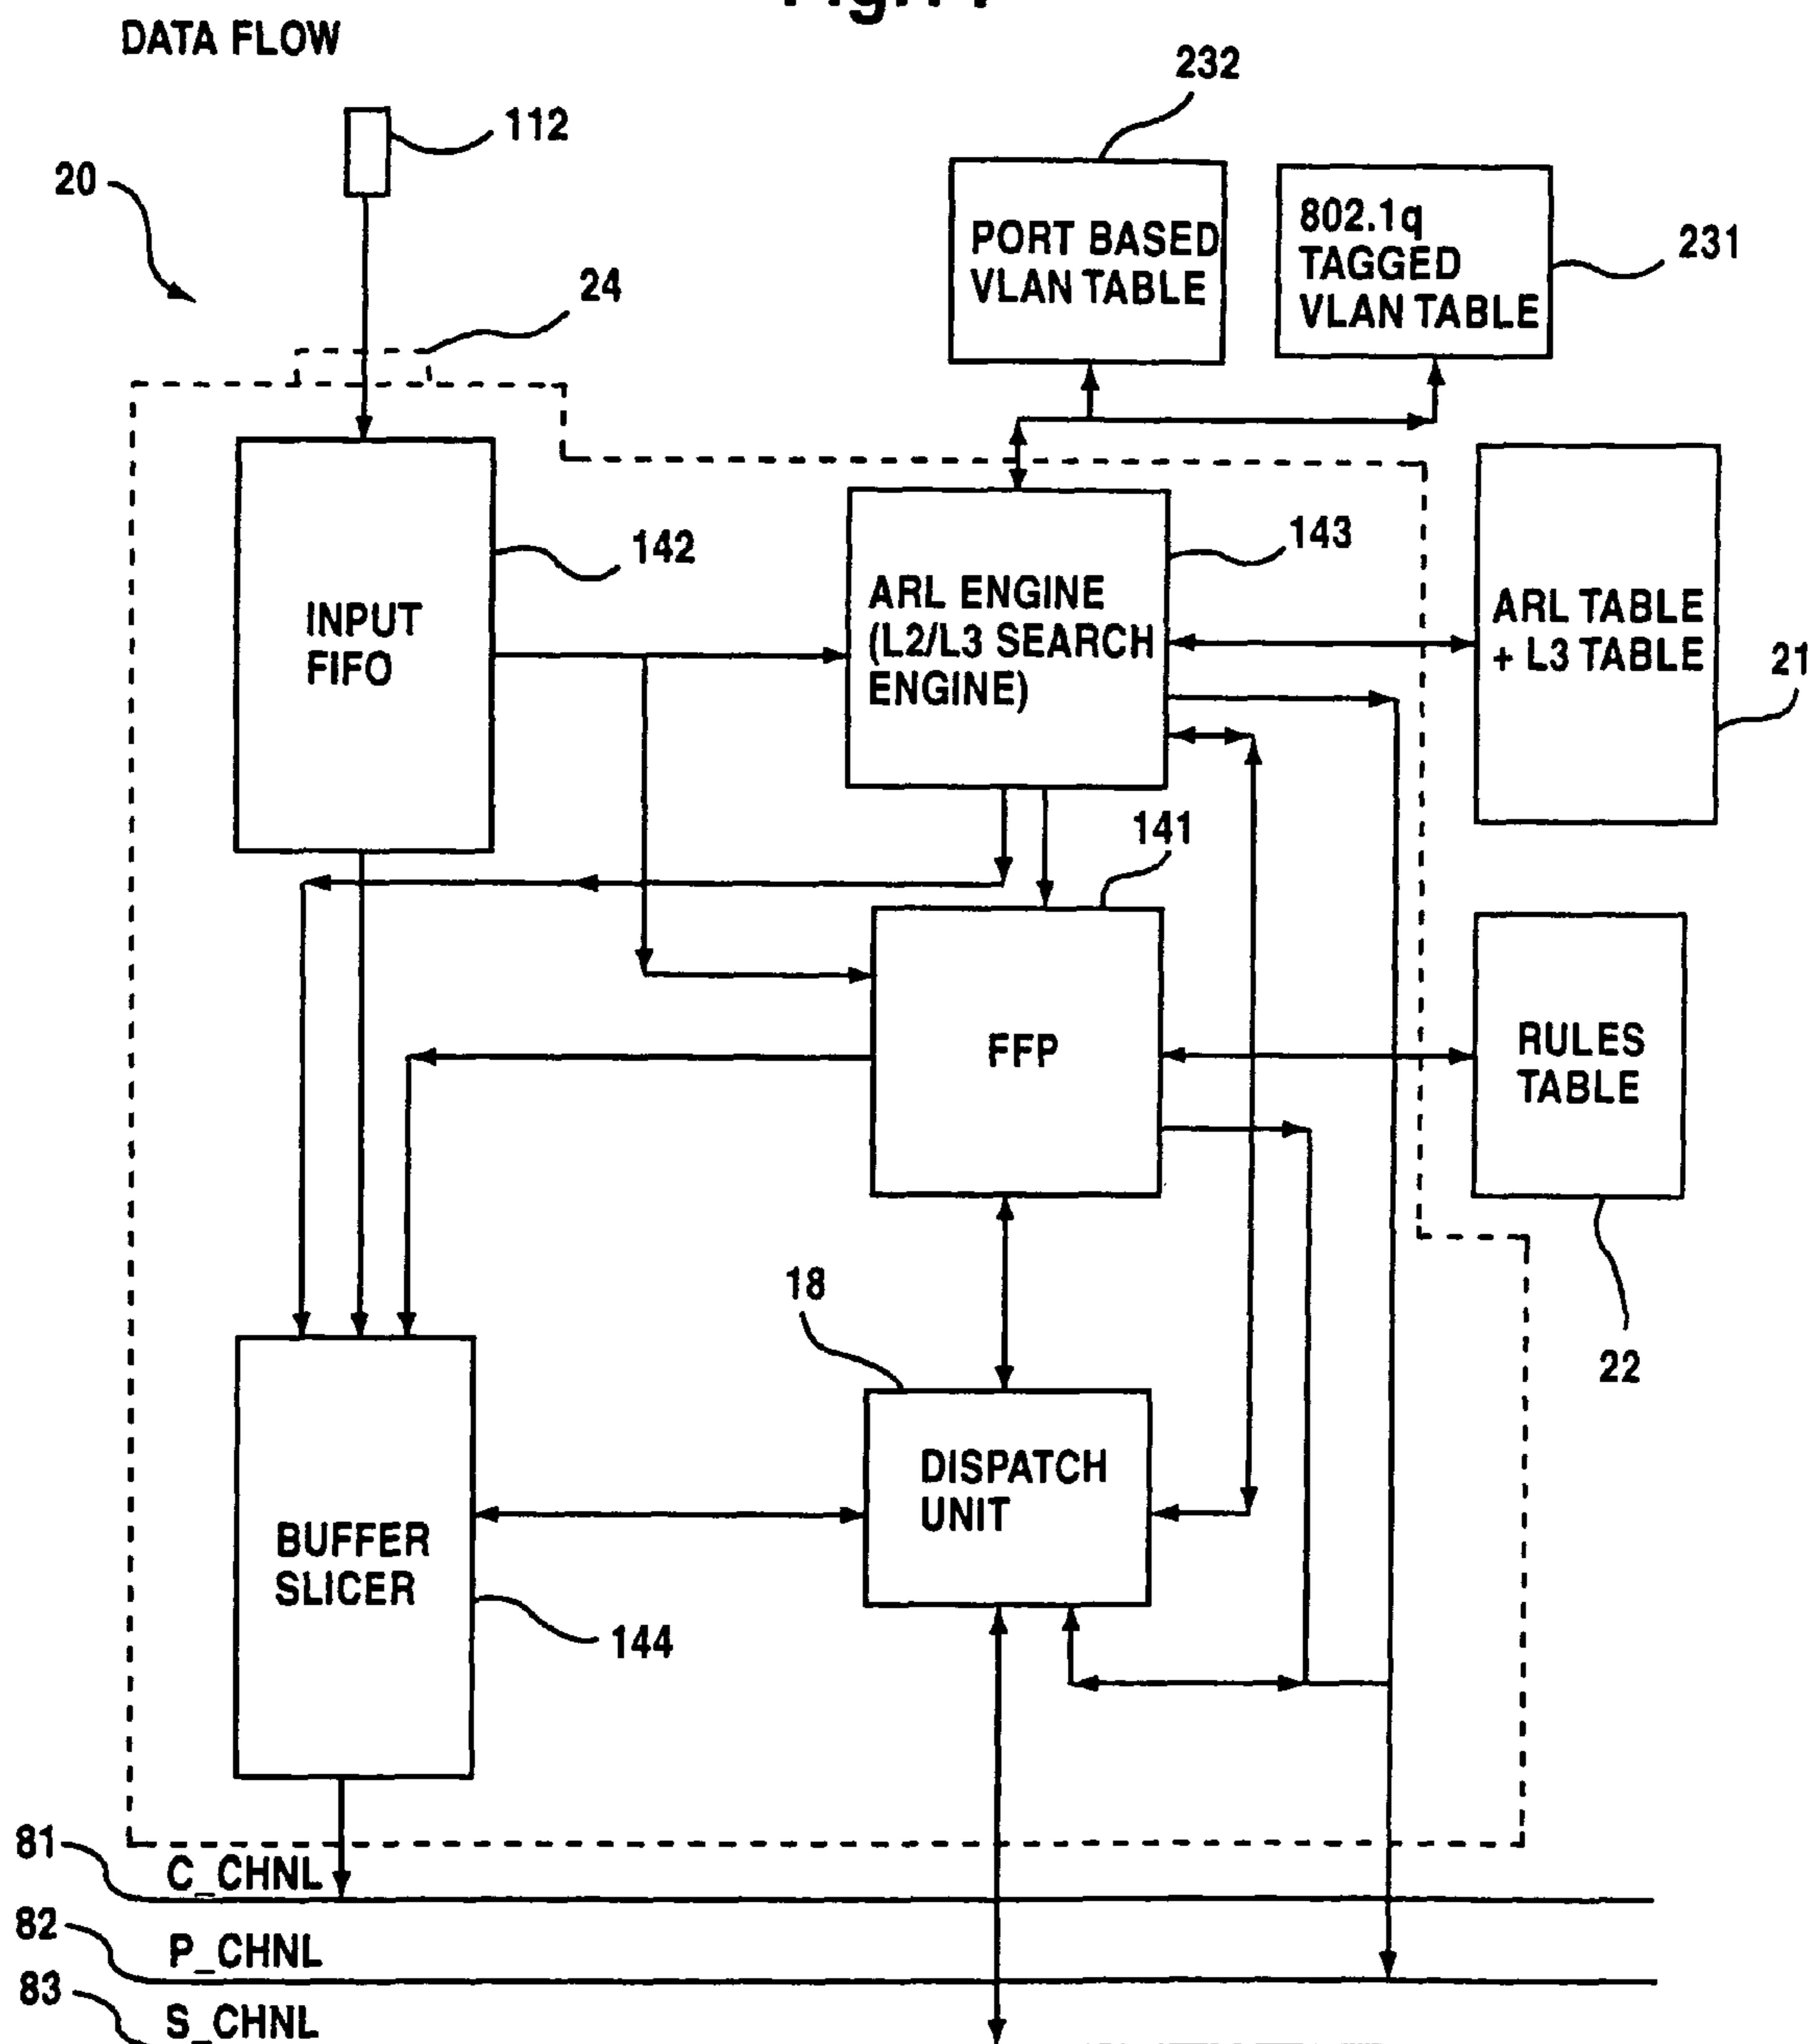 DATA FLOW
112
20
24
232
PORT BASED
VLAN TABLE
802.1q
TAGGED
VLAN TABLE
231
INPUT
FIFO
142
ARL ENGINE
(L2/L3 SEARCH
ENGINE)
143
ARL TABLE
+ L3 TABLE
21
141
FFP
RULES
TABLE
22
18
DISPATCH
UNIT
BUFFER
SLICER
144
81
C_CHNL
82
P_CHNL
83
S_CHNL